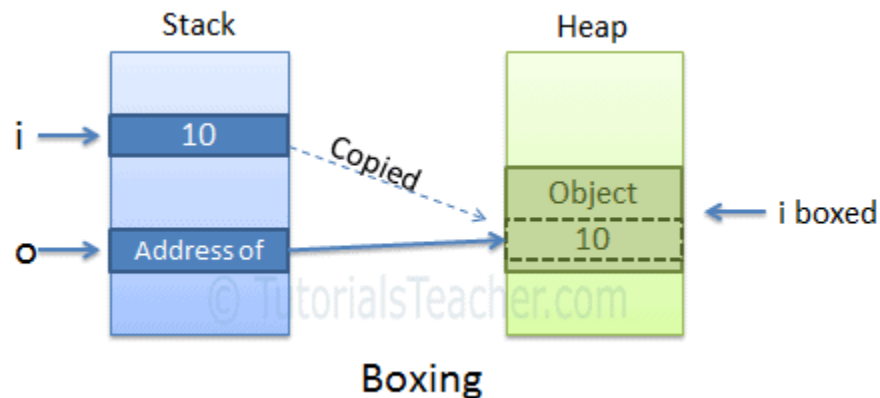 Stack
Heap
i
10
Copied
Object
10
i boxed
o
Address of
© TutorialsTeacher.com
Boxing